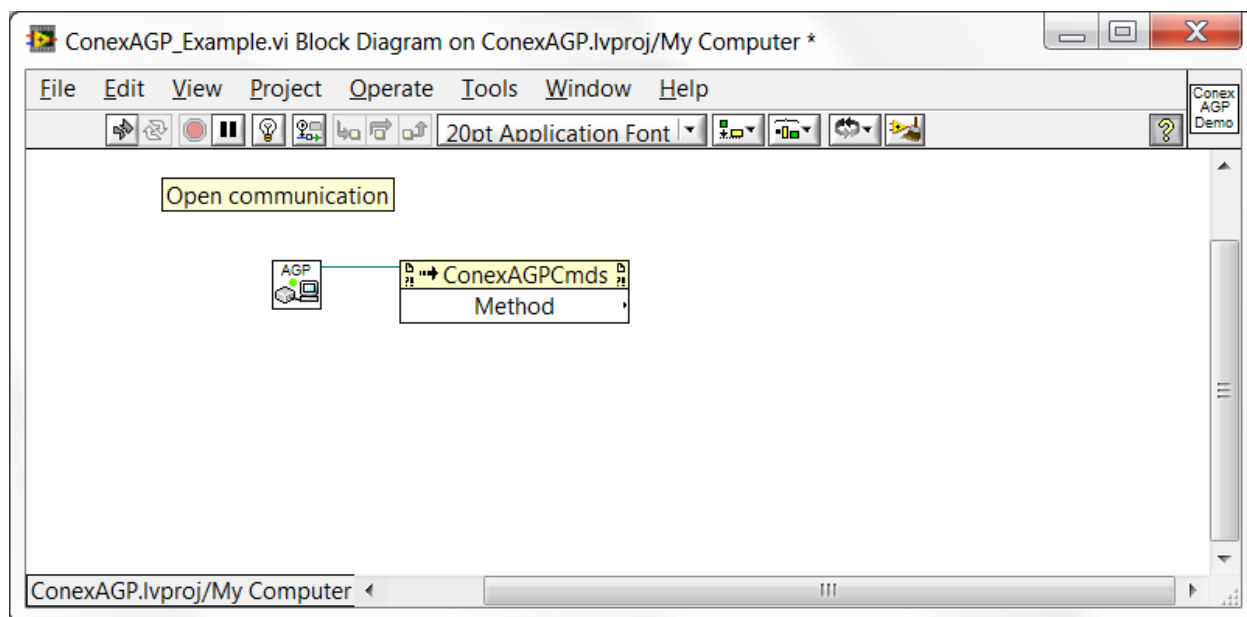 ConexAGP_Example.vi Block Diagram on ConexAGP.lvproj/My Computer *
File Edit View Project Operate Tools Window Help
Conex
AGP
Demo
20pt Application Font
?
Open communication
AGP
ConexAGPCmds
Method
ConexAGP.lvproj/My Computer